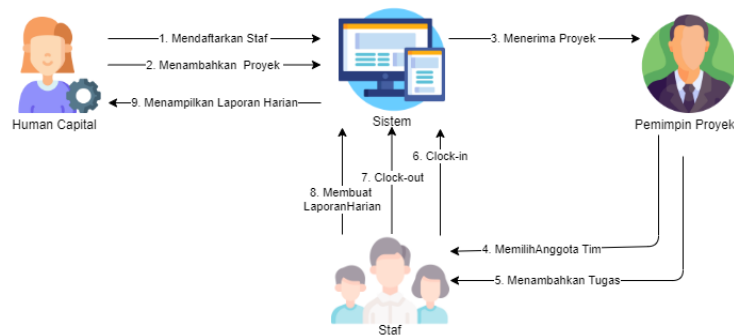 1. Mendaftarkan Staf
2. Menambahkan Proyek
9. Menampilkan Laporan Harian
Human Capital
Sistem
3. Menerima Proyek
Pemimpin Proyek
6. Clock-in
7. Clock-out
8. Membuat
LaporanHarian
4. MemilihAnggota Tim
5. Menambahkan Tugas
Staf